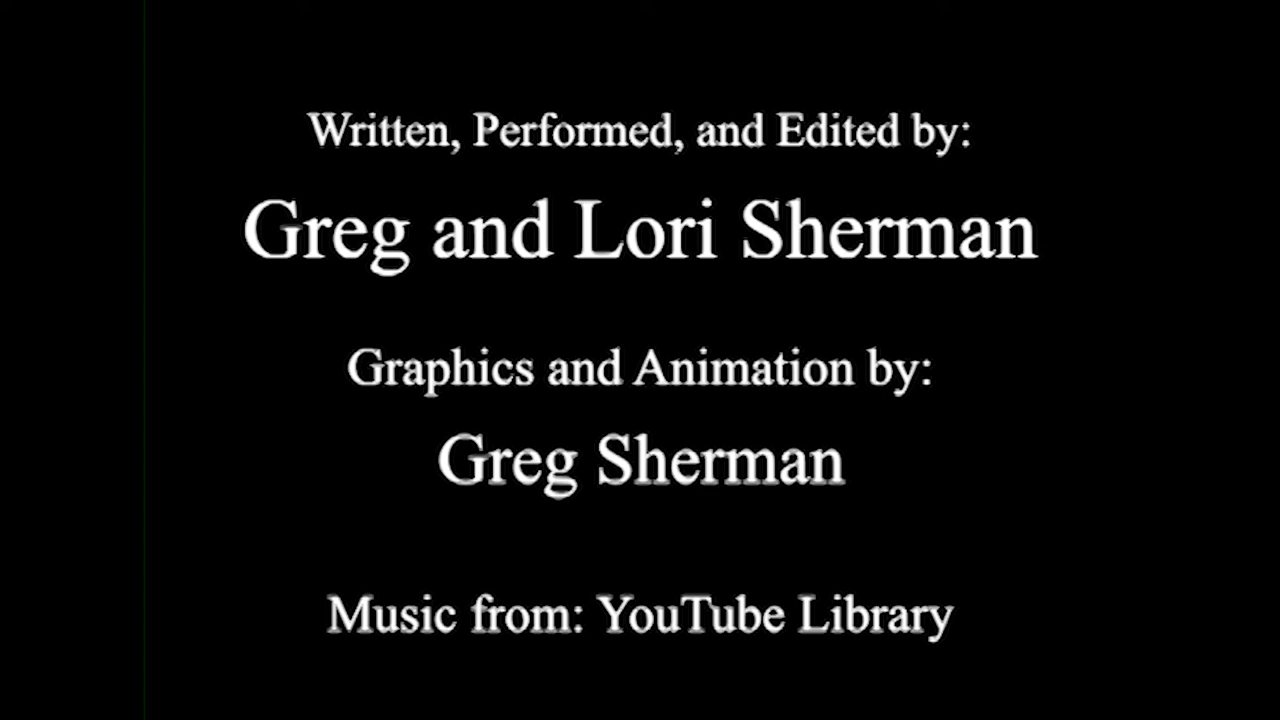 Written, Performed, and Edited by:
Greg and Lori Sherman
Graphics and Animation by:
Greg Sherman
Music from: YouTube Library